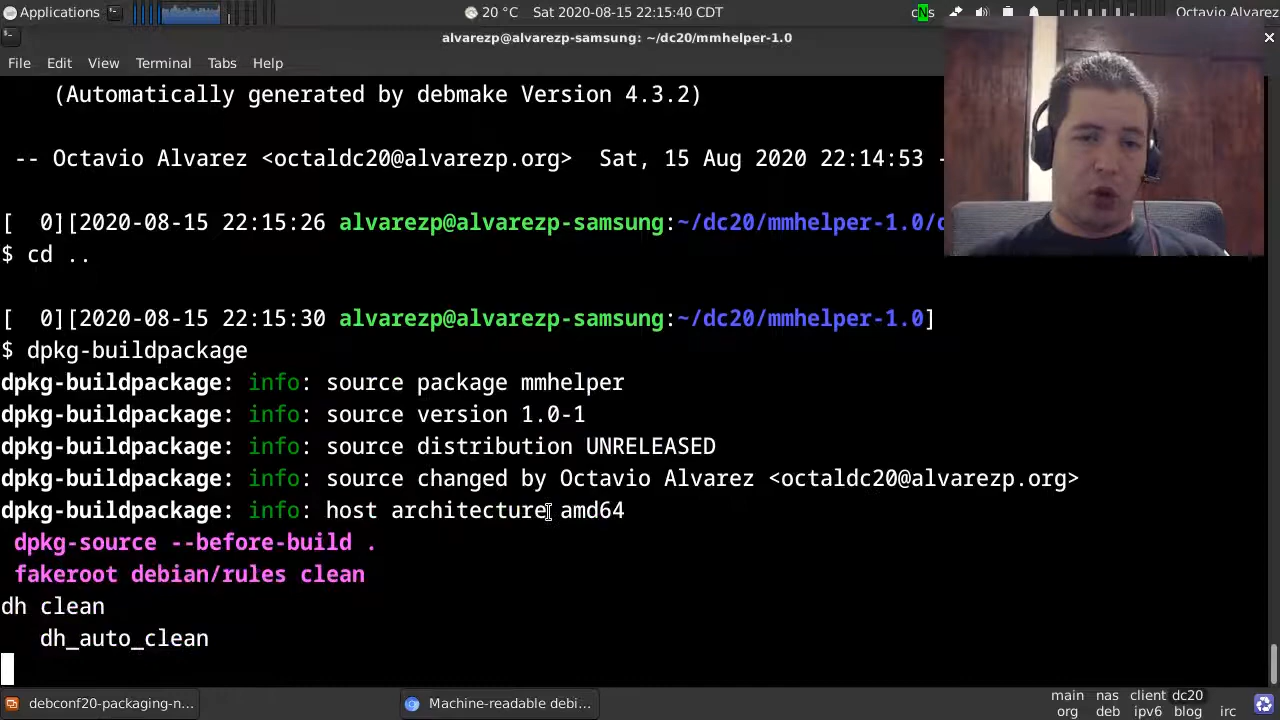 Applications
20 °C Sat 2020-08-15 22:15:40 CDT
Octavio Alvarez
alvarezp@alvarezp-samsung: ~/dc20/mmhelper-1.0
File Edit View Terminal Tabs Help
(Automatically generated by debmake Version 4.3.2)
-- Octavio Alvarez <octaldc20@alvarezp.org>  Sat, 15 Aug 2020 22:14:53 -
[  0][2020-08-15 22:15:26 alvarezp@alvarezp-samsung:~/dc20/mmhelper-1.0/d
$ cd ..
[  0][2020-08-15 22:15:30 alvarezp@alvarezp-samsung:~/dc20/mmhelper-1.0]
$ dpkg-buildpackage
dpkg-buildpackage: info: source package mmhelper
dpkg-buildpackage: info: source version 1.0-1
dpkg-buildpackage: info: source distribution UNRELEASED
dpkg-buildpackage: info: source changed by Octavio Alvarez <octaldc20@alvarezp.org>
dpkg-buildpackage: info: host architecture amd64
dpkg-source --before-build .
fakeroot debian/rules clean
dh clean
dh_auto_clean
debconf20-packaging-n...
Machine-readable debi...
main nas client dc20
org deb ipv6 blog irc